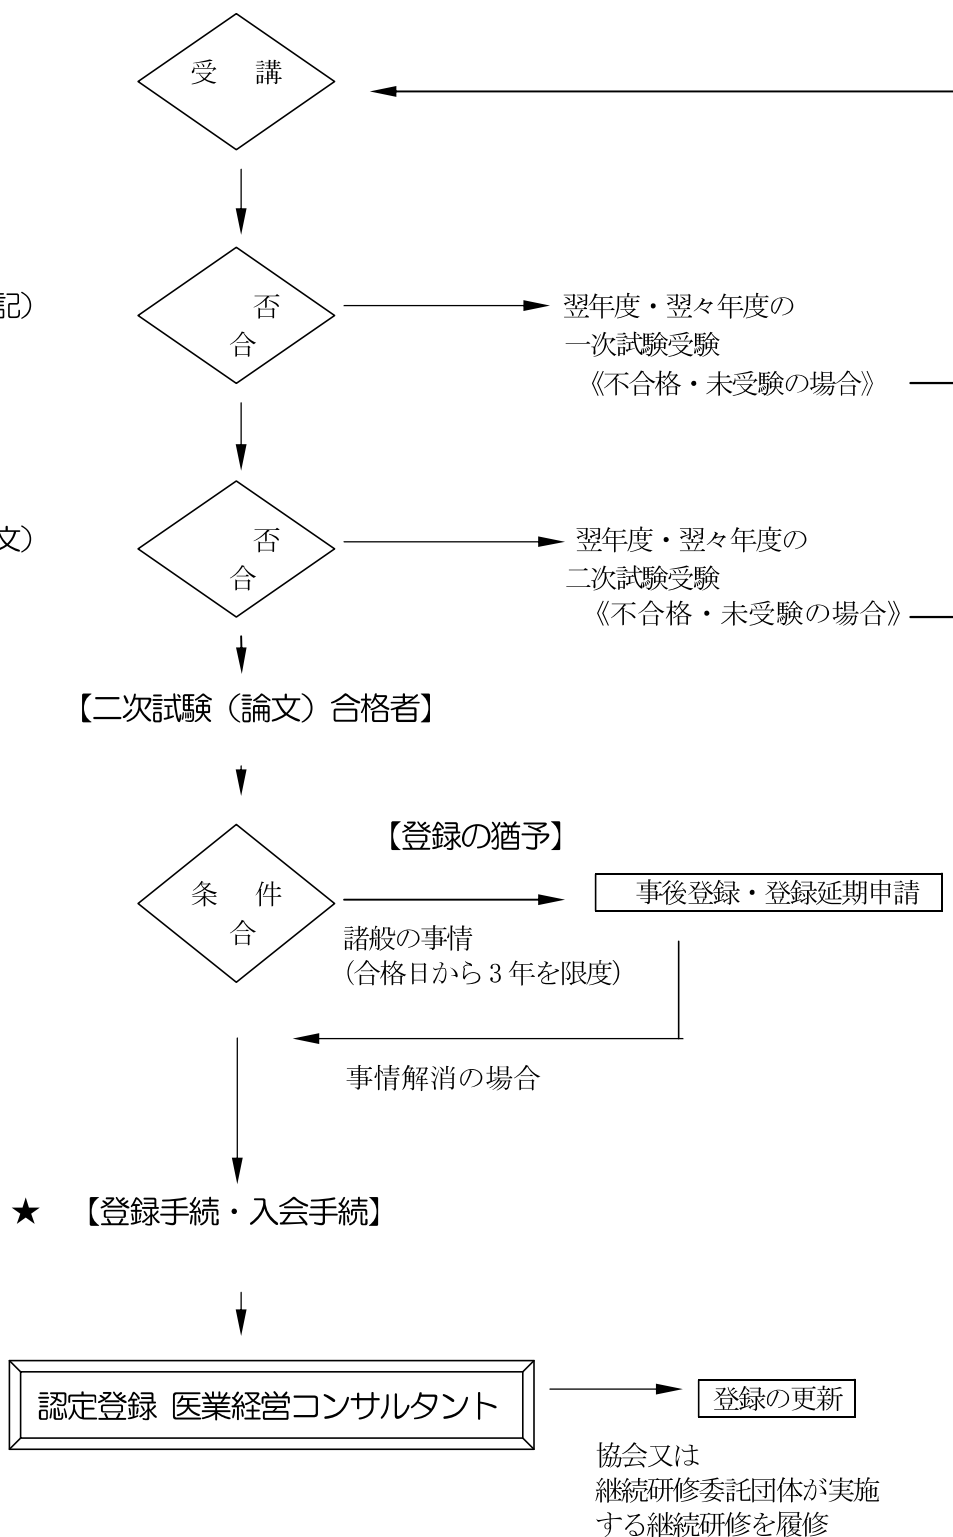 受　講
記）
否
合
翌年度・翌々年度の
一次試験受験
《不合格・未受験の場合》
文）
否
合
翌年度・翌々年度の
二次試験受験
《不合格・未受験の場合》
【二次試験（論文）合格者】
【登録の猶予】
条　件
合
事後登録・登録延期申請
諸般の事情
（合格日から3年を限度）
事情解消の場合
★　【登録手続・入会手続】
認定登録 医業経営コンサルタント
登録の更新
協会又は
継続研修委託団体が実施
する継続研修を履修